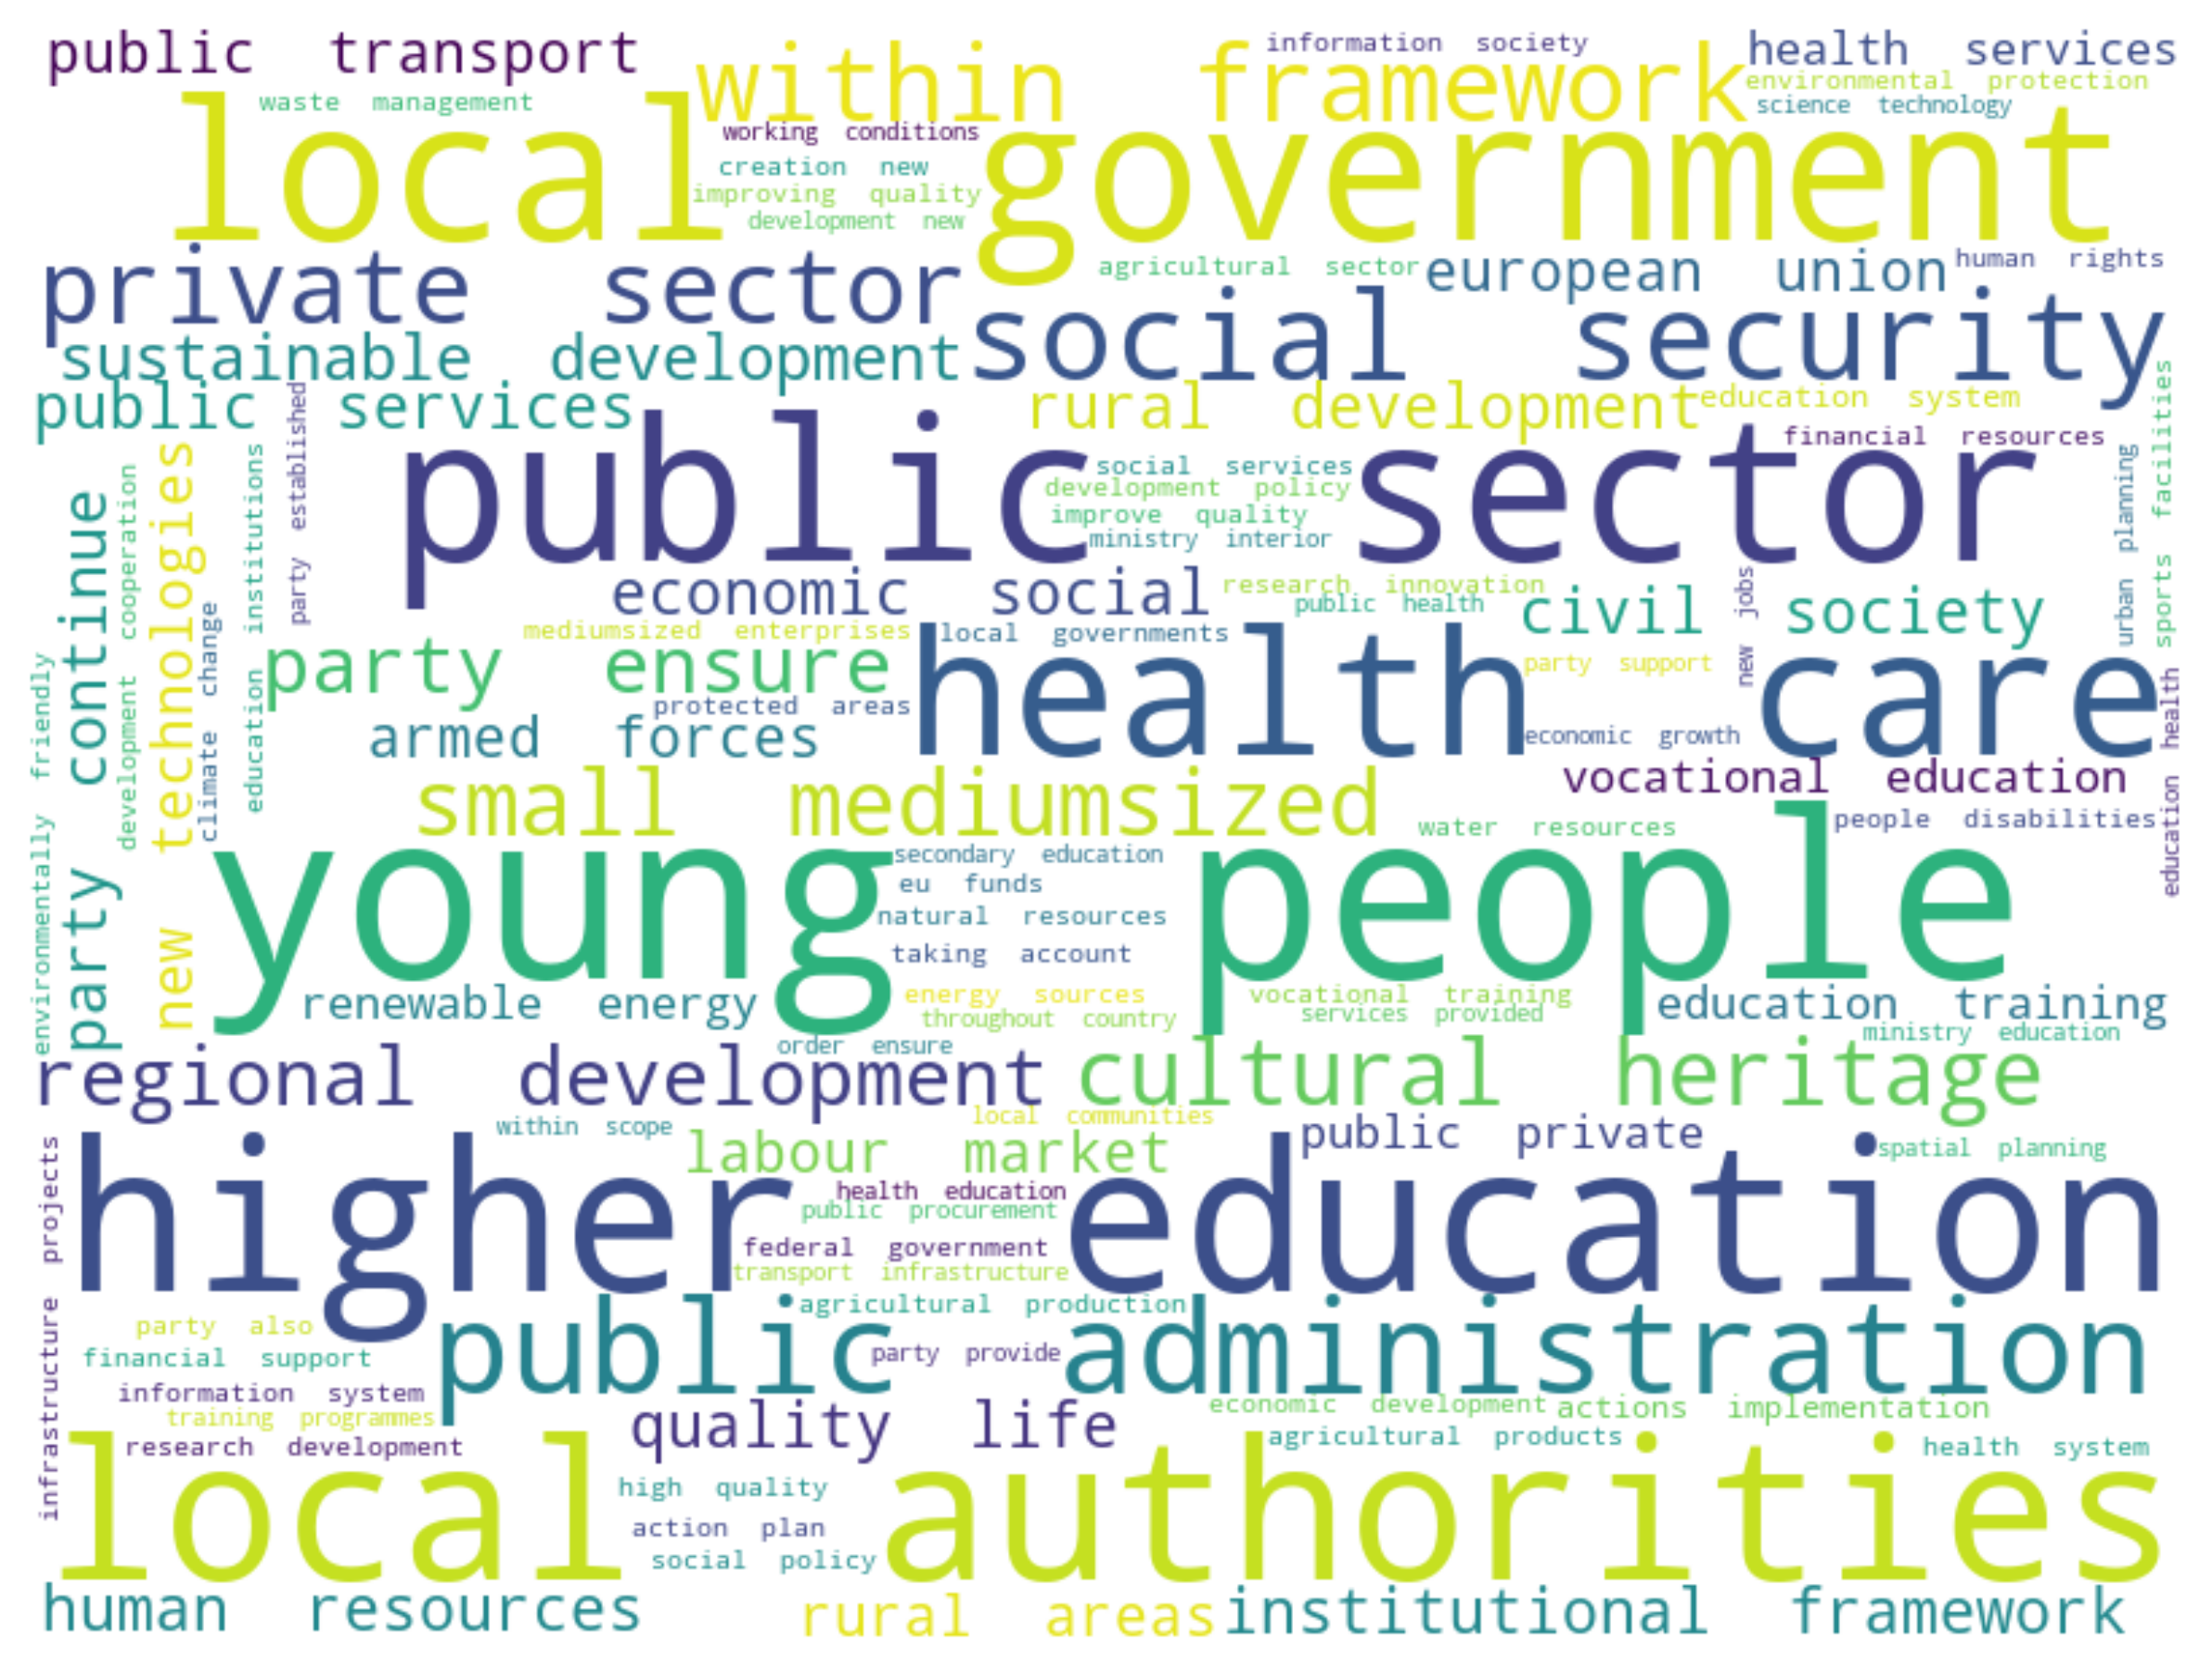 public transport
information society
health services
within framework
environmental protection
waste management
science technology
local government
working conditions
creation new
improving quality
development new
private sector
agricultural sector
european union
human rights
social security
sustainable development
public services
rural development
education system
sports facilities
party established
financial resources
urban planning
public sector
social services
development policy
improve quality
ministry interior
new technologies
education institutions
development cooperation
party continue
climate change
environmentally friendly
economic social
research innovation
public health
civil society
new jobs
mediumsized enterprises
local governments
party ensure
health care
party support
protected areas
armed forces
economic growth
education health
vocational education
small mediumsized
water resources
people disabilities
young people
secondary education
eu funds
natural resources
taking account
renewable energy
energy sources
vocational training
education training
throughout country
services provided
ministry education
order ensure
regional development
cultural heritage
local communities
within scope
labour market
public private
spatial planning
infrastructure projects
higher education
health education
public procurement
federal government
transport infrastructure
agricultural production
party also
public administration
party provide
financial support
information system
training programmes
quality life
economic development
actions implementation
research development
agricultural products
health system
local authorities
high quality
action plan
social policy
human resources
rural areas
institutional framework